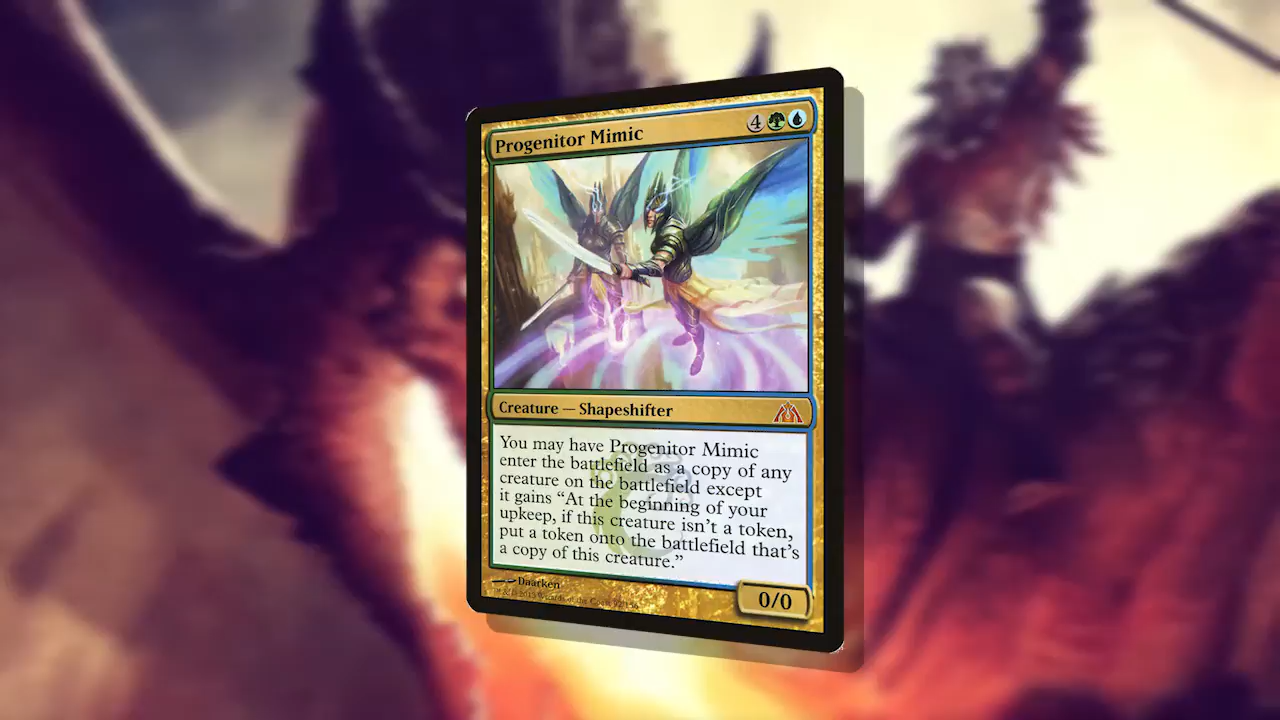 Progenitor Mimic 4
Creature — Shapeshifter
You may have Progenitor Mimic
enter the battlefield as a copy of any
creature on the battlefield except
it gains “At the beginning of your
upkeep, if this creature isn’t a token,
put a token onto the battlefield that’s
a copy of this creature.”
Daarken
0/0